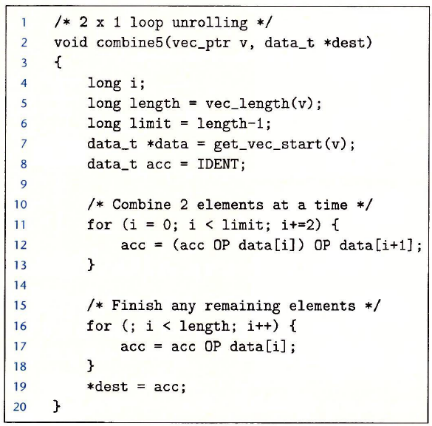 1 /* 2 x 1 loop unrolling */
2 void combine5(vec_ptr v, data_t *dest)
3 {
4 long i;
5 long length = vec_length(v);
6 long limit = length-1;
7 data_t *data = get_vec_start(v);
8 data_t acc = IDENT;
9
10 /* Combine 2 elements at a time */
11 for (i = 0; i < limit; i+=2) {
12 acc = (acc OP data[i]) OP data[i+1];
13 }
14
15 /* Finish any remaining elements */
16 for (; i < length; i++) {
17 acc = acc OP data[i];
18 }
19 *dest = acc;
20 }